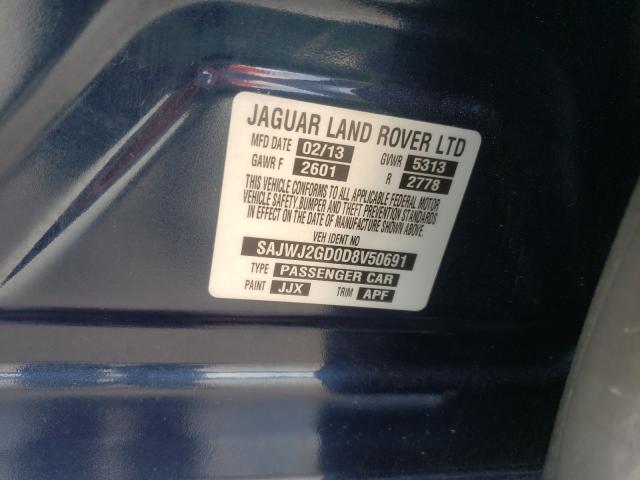 JAGUAR LAND ROVER LTD
MFD DATE 02/13 GVWR 5313
GAWR F 2601 R 2778
THIS VEHICLE CONFORMS TO ALL APPLICABLE FEDERAL MOTOR
VEHICLE SAFETY BUMPER AND THEFT PREVENTION STANDARDS
IN EFFECT ON THE DATE OF MANUFACTURE SHOWN ABOVE.
VEH IDENT NO
SAJWJ2GD0D8V50691
TYPE PASSENGER CAR
PAINT JJX TRIM APF